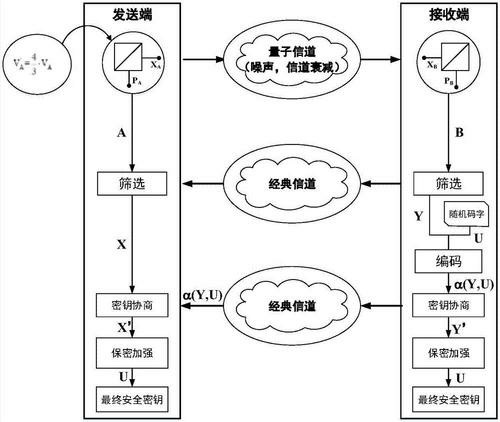 发送端
接收端
V_A = 4/3 · V_A
X_A
P_A
量子信道
(噪声，信道衰减)
X_B
P_B
A
B
筛选
经典信道
筛选
Y
随机码字
U
X
编码
α(Y,U)
α(Y,U)
密钥协商
经典信道
密钥协商
X'
Y'
保密加强
保密加强
U
U
最终安全密钥
最终安全密钥